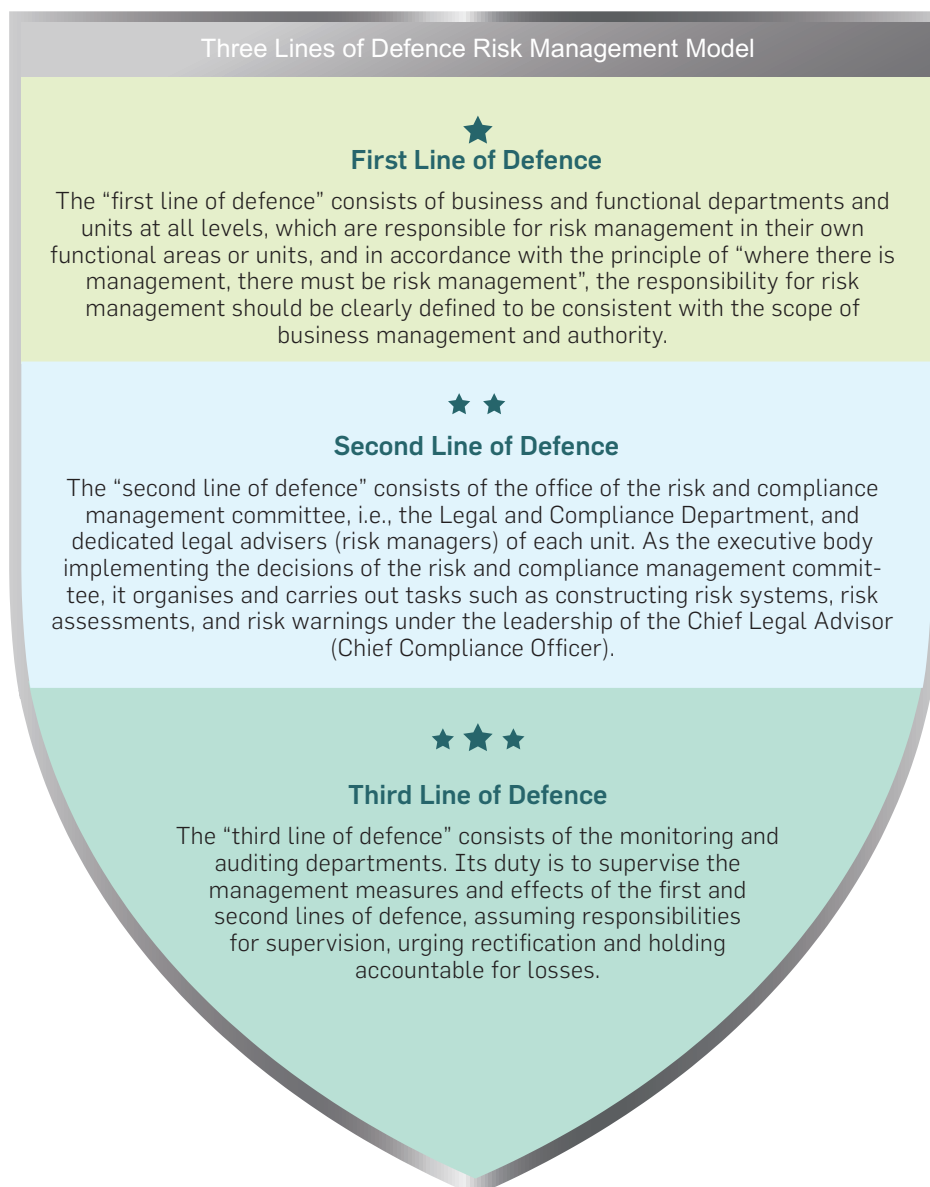 Three Lines of Defence Risk Management Model
First Line of Defence
The “first line of defence” consists of business and functional departments and
units at all levels, which are responsible for risk management in their own
functional areas or units, and in accordance with the principle of “where there is
management, there must be risk management”, the responsibility for risk
management should be clearly defined to be consistent with the scope of
business management and authority.
Second Line of Defence
The “second line of defence” consists of the office of the risk and compliance
management committee, i.e., the Legal and Compliance Department, and
dedicated legal advisers (risk managers) of each unit. As the executive body
implementing the decisions of the risk and compliance management commit-
tee, it organises and carries out tasks such as constructing risk systems, risk
assessments, and risk warnings under the leadership of the Chief Legal Advisor
(Chief Compliance Officer).
Third Line of Defence
The “third line of defence” consists of the monitoring and
auditing departments. Its duty is to supervise the
management measures and effects of the first and
second lines of defence, assuming responsibilities
for supervision, urging rectification and holding
accountable for losses.